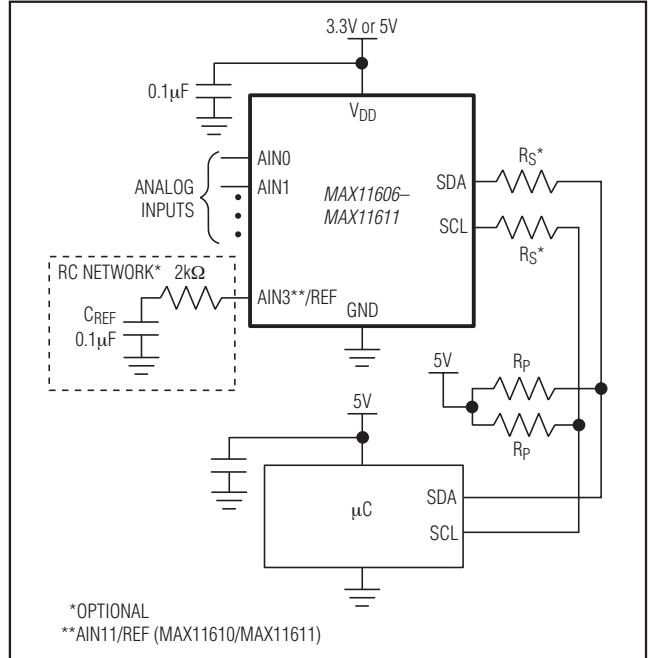 3.3V or 5V
0.1μF
VDD
AIN0
AIN1
ANALOG
INPUTS
MAX11606–
MAX11611
SDA
SCL
RS*
RS*
RC NETWORK*
2kΩ
CREF
0.1μF
AIN3**/REF
GND
5V
RP
RP
5V
μC
SDA
SCL
*OPTIONAL
**AIN11/REF (MAX11610/MAX11611)